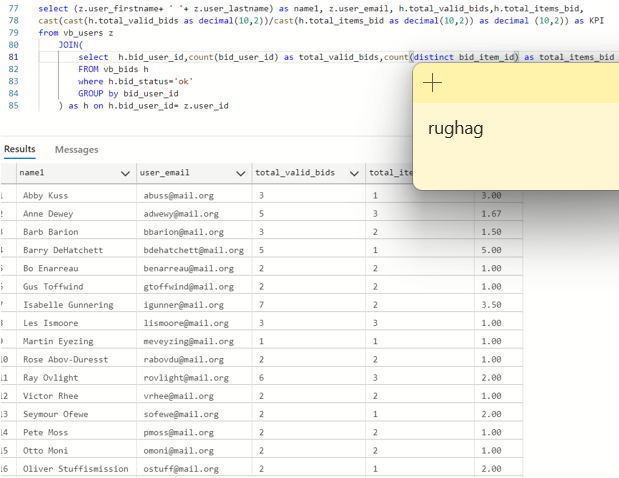 77 select (z.user_firstname+ ' '+ z.user_lastname) as name1, z.user_email, h.total_valid_bids,h.total_items_bid,
78 cast(cast(h.total_valid_bids as decimal(10,2))/cast(h.total_items_bid as decimal(10,2)) as decimal (10,2)) as KPI
79 from vb_users z
80 JOIN(
81 select h.bid_user_id,count(bid_user_id) as total_valid_bids,count(distinct bid_item_id) as total_items_bid
82 FROM vb_bids h
83 where h.bid_status='ok'
84 GROUP by bid_user_id
85 ) as h on h.bid_user_id= z.user_id
rughag
Results Messages
name1 user_email total_valid_bids total_ite
1 Abby Kuss abuss@mail.org 3 1 3.00
2 Anne Dewey adwewy@mail.org 5 3 1.67
3 Barb Barion bbarion@mail.org 3 2 1.50
4 Barry DeHatchett bdehatchett@mail.org 5 1 5.00
5 Bo Enarreau benarreau@mail.org 2 2 1.00
6 Gus Toffwind gtoffwind@mail.org 2 2 1.00
7 Isabelle Gunnering igunner@mail.org 7 2 3.50
8 Les Ismoore lismoore@mail.org 3 3 1.00
9 Martin Eyezing meveyzing@mail.org 1 1 1.00
10 Rose Abov-Duresst rabovdu@mail.org 2 2 1.00
11 Ray Ovlight rovlight@mail.org 6 3 2.00
12 Victor Rhee vrhee@mail.org 2 2 1.00
13 Seymour Ofewe sofewe@mail.org 2 1 2.00
14 Pete Moss pmoss@mail.org 2 2 1.00
15 Otto Moni omoni@mail.org 2 2 1.00
16 Oliver Stuffismission ostuff@mail.org 2 1 2.00